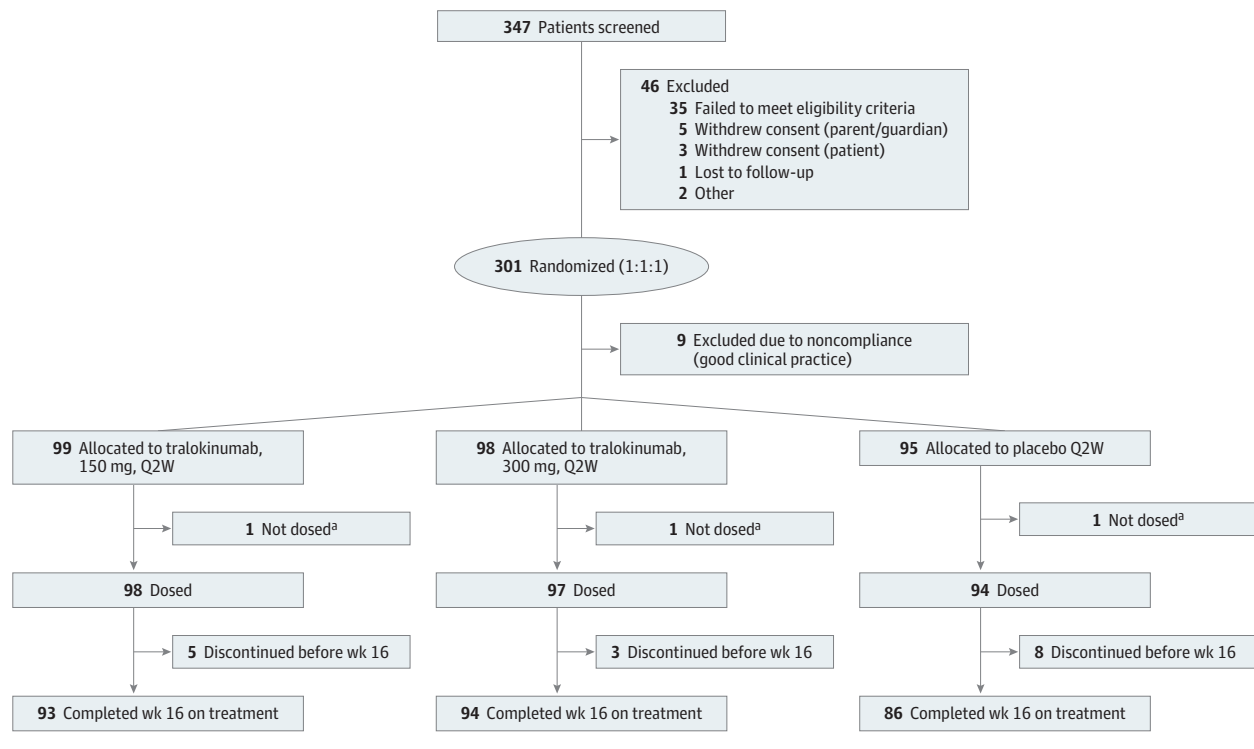 347 Patients screened
46 Excluded
35 Failed to meet eligibility criteria
5 Withdrew consent (parent/guardian)
3 Withdrew consent (patient)
1 Lost to follow-up
2 Other
301 Randomized (1:1:1)
9 Excluded due to noncompliance
(good clinical practice)
99 Allocated to tralokinumab,
150 mg, Q2W
98 Allocated to tralokinumab,
300 mg, Q2W
95 Allocated to placebo Q2W
1 Not dosedᵃ
1 Not dosedᵃ
1 Not dosedᵃ
98 Dosed
97 Dosed
94 Dosed
5 Discontinued before wk 16
3 Discontinued before wk 16
8 Discontinued before wk 16
93 Completed wk 16 on treatment
94 Completed wk 16 on treatment
86 Completed wk 16 on treatment